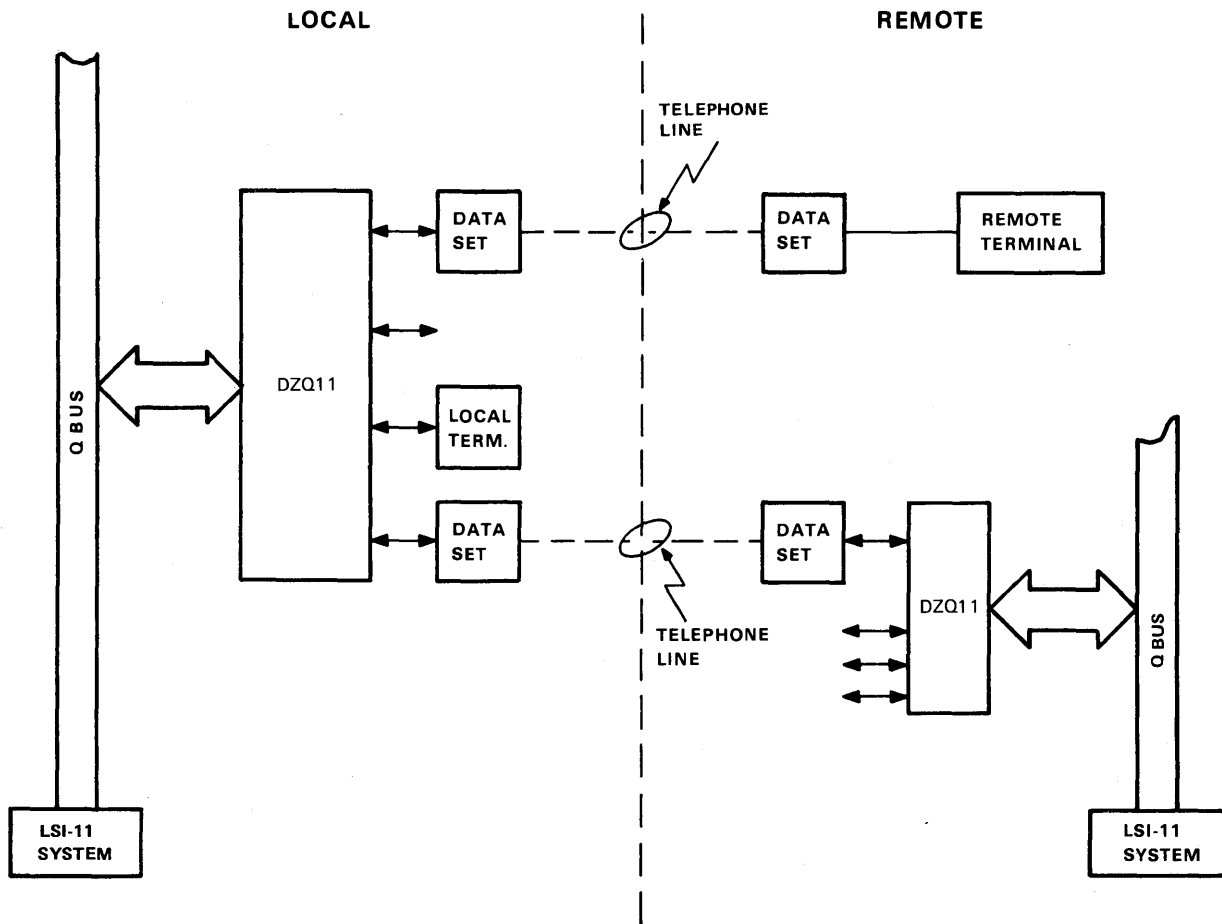 LOCAL
REMOTE
TELEPHONE
LINE
DATA
SET
DATA
SET
REMOTE
TERMINAL
Q BUS
DZQ11
LOCAL
TERM.
DATA
SET
DATA
SET
DZQ11
Q BUS
TELEPHONE
LINE
LSI-11
SYSTEM
LSI-11
SYSTEM